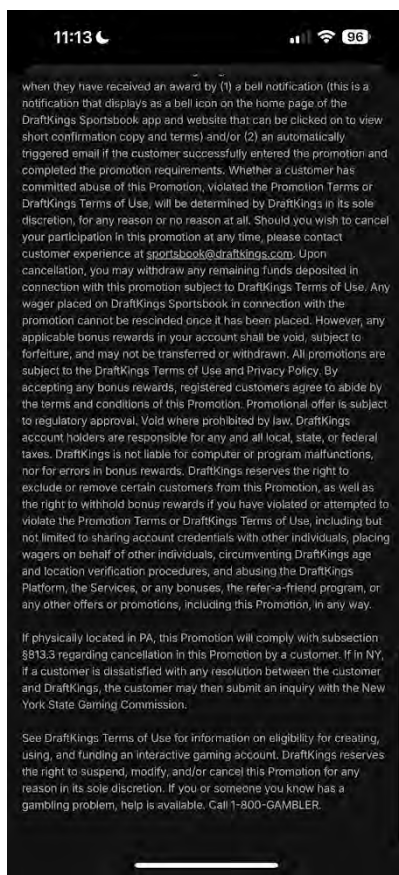 11:13
96
when they have received an award by (1) a bell notification (this is a
notification that displays as a bell icon on the home page of the
DraftKings Sportsbook app and website that can be clicked on to view
short confirmation copy and terms) and/or (2) an automatically
triggered email if the customer successfully entered the promotion and
completed the promotion requirements. Whether a customer has
committed abuse of this Promotion, violated the Promotion Terms or
DraftKings Terms of Use, will be determined by DraftKings in its sole
discretion, for any reason or no reason at all. Should you wish to cancel
your participation in this promotion at any time, please contact
customer experience at sportsbook@draftkings.com. Upon
cancellation, you may withdraw any remaining funds deposited in
connection with this promotion subject to DraftKings Terms of Use. Any
wager placed on DraftKings Sportsbook in connection with the
promotion cannot be rescinded once it has been placed. However, any
applicable bonus rewards in your account shall be void, subject to
forfeiture, and may not be transferred or withdrawn. All promotions are
subject to the DraftKings Terms of Use and Privacy Policy. By
accepting any bonus rewards, registered customers agree to abide by
the terms and conditions of this Promotion. Promotional offer is subject
to regulatory approval. Void where prohibited by law. DraftKings
account holders are responsible for any and all local, state, or federal
taxes. DraftKings is not liable for computer or program malfunctions,
nor for errors in bonus rewards. DraftKings reserves the right to
exclude or remove certain customers from this Promotion, as well as
the right to withhold bonus rewards if you have violated or attempted to
violate the Promotion Terms or DraftKings Terms of Use, including but
not limited to sharing account credentials with other individuals, placing
wagers on behalf of other individuals, circumventing DraftKings age
and location verification procedures, and abusing the DraftKings
Platform, the Services, or any bonuses, the refer-a-friend program, or
any other offers or promotions, including this Promotion, in any way.
If physically located in PA, this Promotion will comply with subsection
§813.3 regarding cancellation in this Promotion by a customer. If in NY,
if a customer is dissatisfied with any resolution between the customer
and DraftKings, the customer may then submit an inquiry with the New
York State Gaming Commission.
See DraftKings Terms of Use for information on eligibility for creating,
using, and funding an interactive gaming account. DraftKings reserves
the right to suspend, modify, and/or cancel this Promotion for any
reason in its sole discretion. If you or someone you know has a
gambling problem, help is available. Call 1-800-GAMBLER.